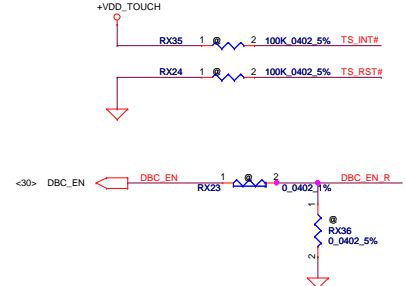 +VDD_TOUCH
RX35 1 @ 2 100K_0402_5% TS_INT#
RX24 1 @ 2 100K_0402_5% TS_RST#
<30> DBC_EN DBC_EN 1 @ 2 DBC_EN_R
RX23 0_0402_1%
1
@
RX36
0_0402_5%
2